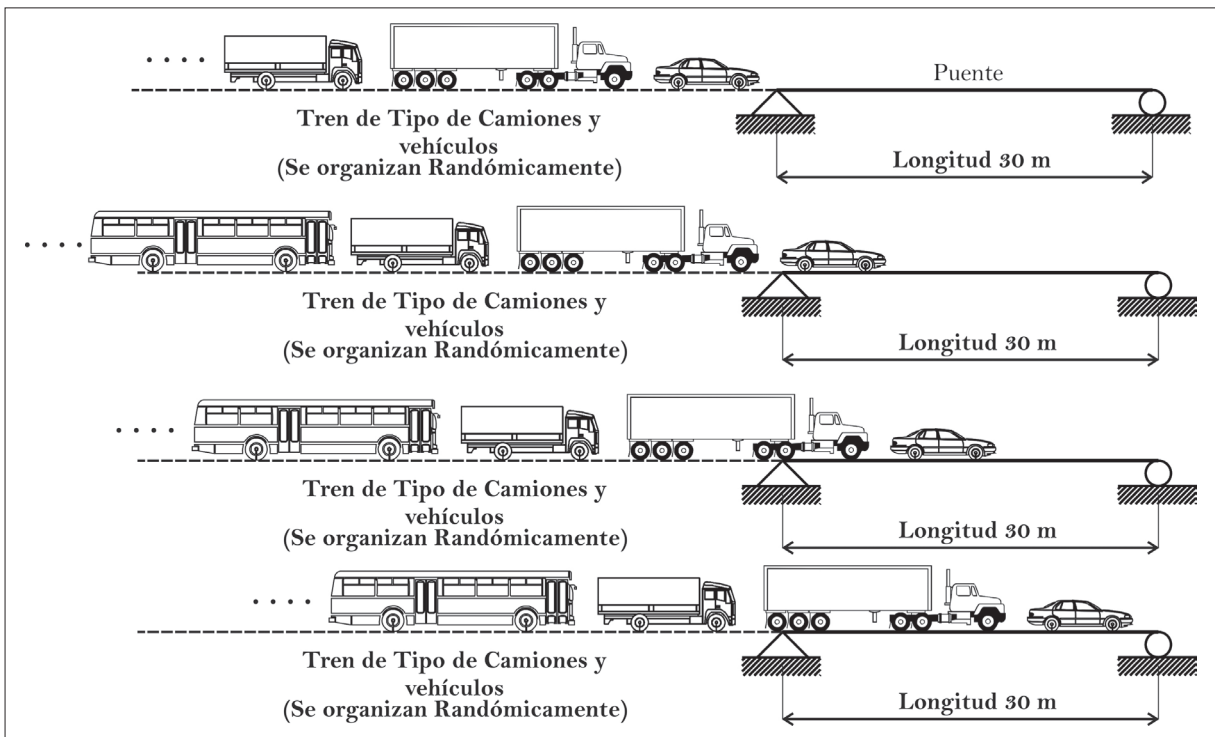 Puente
Tren de Tipo de Camiones y
vehículos
(Se organizan Randómicamente)
Longitud 30 m
Tren de Tipo de Camiones y
vehículos
(Se organizan Randómicamente)
Longitud 30 m
Tren de Tipo de Camiones y
vehículos
(Se organizan Randómicamente)
Longitud 30 m
Tren de Tipo de Camiones y
vehículos
(Se organizan Randómicamente)
Longitud 30 m